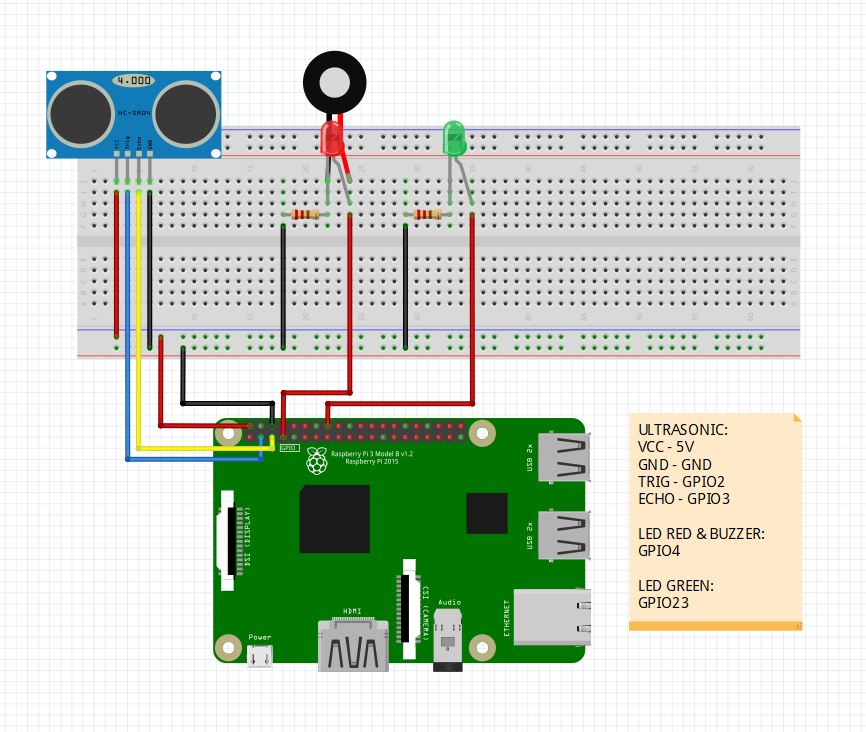 4.000
HC-SR04
VCC
Trig
Echo
GND
ULTRASONIC:
VCC - 5V
GND - GND
TRIG - GPIO2
ECHO - GPIO3
LED RED & BUZZER:
GPIO4
LED GREEN:
GPIO23
GPIO
Raspberry Pi 3 Model B v1.2
Raspberry Pi 2015
USB 2x
DSI (DISPLAY)
USB 2x
CSI (CAMERA)
Audio
ETHERNET
HDMI
Power